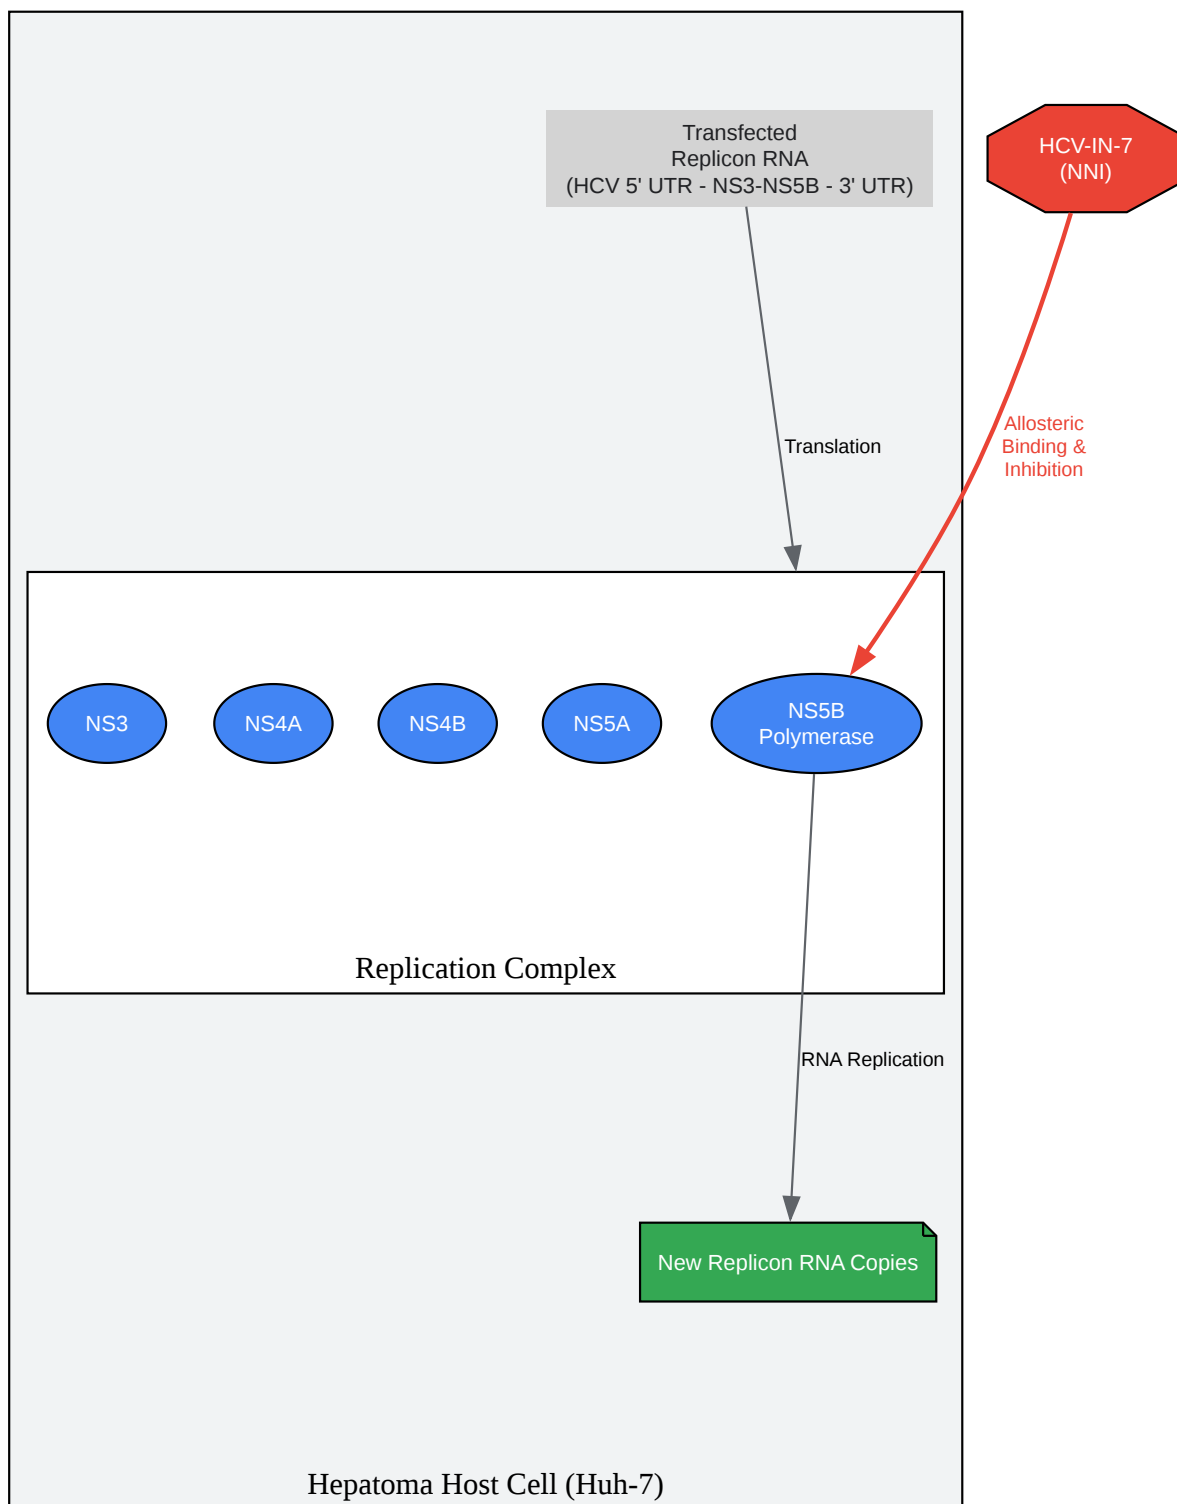 Transfected
Replicon RNA
(HCV 5' UTR - NS3-NS5B - 3' UTR)
HCV-IN-7
(NNI)
Allosteric
Binding &
Inhibition
Translation
NS3
NS4A
NS4B
NS5A
NS5B
Polymerase
Replication Complex
RNA Replication
New Replicon RNA Copies
Hepatoma Host Cell (Huh-7)